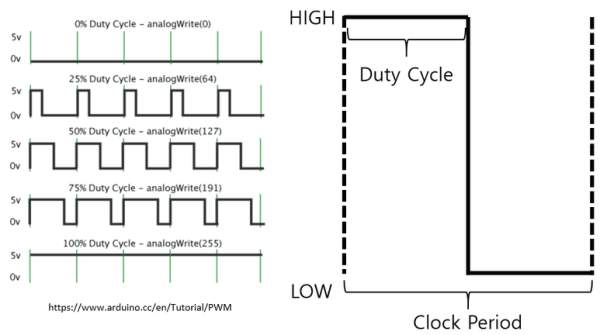 0% Duty Cycle – analogWrite(0)
5v
0v
25% Duty Cycle – analogWrite(64)
5v
0v
50% Duty Cycle – analogWrite(127)
5v
0v
75% Duty Cycle – analogWrite(191)
5v
0v
100% Duty Cycle – analogWrite(255)
5v
0v
https://www.arduino.cc/en/Tutorial/PWM
HIGH
Duty Cycle
LOW
Clock Period